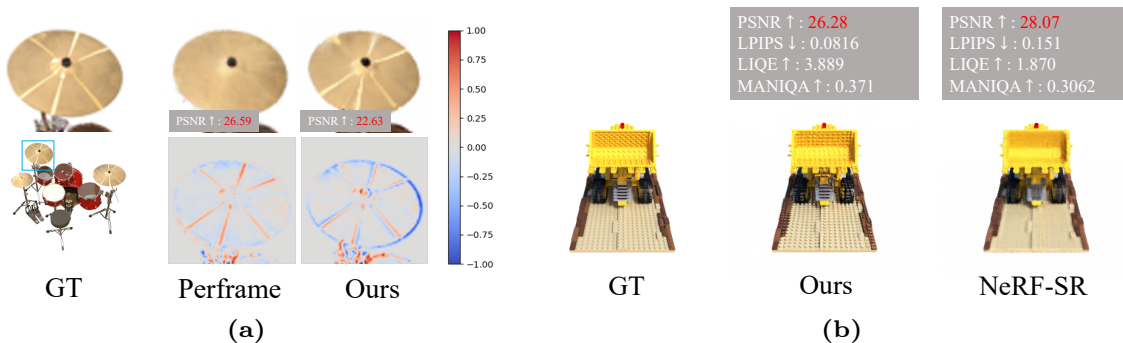 PSNR ↑: 26.59
PSNR ↑: 22.63
1.00
0.75
0.50
0.25
0.00
−0.25
−0.50
−0.75
−1.00
GT
Perframe
Ours
(a)
PSNR ↑: 26.28
LPIPS ↓: 0.0816
LIQE ↑: 3.889
MANIQA ↑: 0.371
PSNR ↑: 28.07
LPIPS ↓: 0.151
LIQE ↑: 1.870
MANIQA ↑: 0.3062
GT
Ours
NeRF-SR
(b)